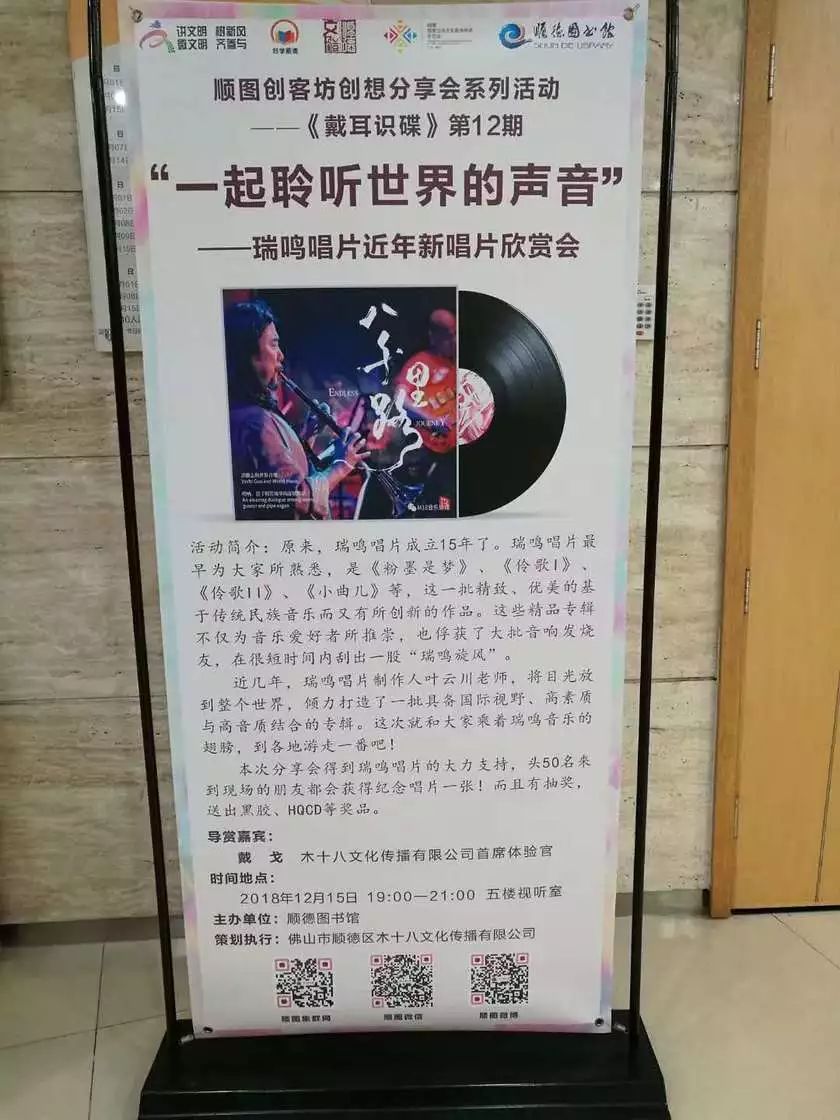 讲文明 树新风
重文明 齐参与
好学顺德
顺德图书馆
SHUN DE LIBRARY
顺图创客坊创想分享会系列活动
——《戴耳识碟》第12期
“一起聆听世界的声音”
——瑞鸣唱片近年新唱片欣赏会
八千里路
ENDLESS
JOURNEY
活动简介：原来，瑞鸣唱片成立15年了。瑞鸣唱片最
早为大家所熟悉，是《粉墨是梦》、《伶歌I》、
《伶歌II》、《小曲儿》等，这一批精致、优美的基
于传统民族音乐而又有所创新的作品。这些精品专辑
不仅为音乐爱好者所推崇，也俘获了大批音响发烧
友，在很短时间内刮出一股“瑞鸣旋风”。
近几年，瑞鸣唱片制作人叶云川老师，将目光放
到整个世界，倾力打造了一批具备国际视野、高素质
与高音质结合的专辑。这次就和大家乘着瑞鸣音乐的
翅膀，到各地游走一番吧！
本次分享会得到瑞鸣唱片的大力支持，头50名来
到现场的朋友都会获得纪念唱片一张！而且有抽奖，
送出黑胶、HQCD等奖品。
导赏嘉宾：
戴 戈 木十八文化传播有限公司首席体验官
时间地点：
2018年12月15日 19:00—21:00 五楼视听室
主办单位：顺德图书馆
策划执行：佛山市顺德区木十八文化传播有限公司
顺图集群网 顺图微信 顺图微博